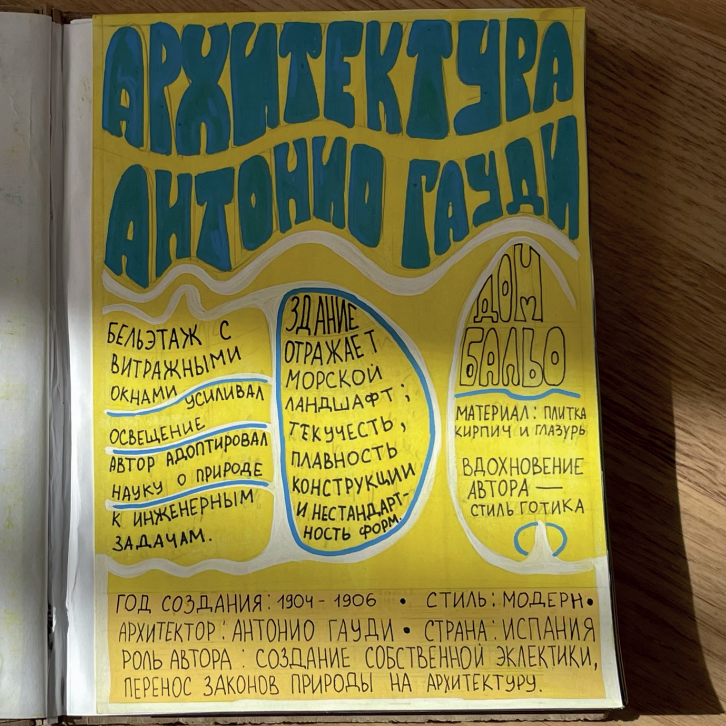 АРХИТЕКТУРА
АНТОНИО ГАУДИ
БЕЛЬЭТАЖ С
ВИТРАЖНЫМИ
ОКНАМИ УСИЛИВАЛ
ОСВЕЩЕНИЕ
АВТОР АДОПТИРОВАЛ
НАУКУ О ПРИРОДЕ
К ИНЖЕНЕРНЫМ
ЗАДАЧАМ.
ЗДАНИЕ
ОТРАЖАЕТ
МОРСКОЙ
ЛАНДШАФТ;
ТЕКУЧЕСТЬ,
ПЛАВНОСТЬ
КОНСТРУКЦИИ
И НЕСТАНДАРТ-
НОСТЬ ФОРМ.
ДОМ
БАЛЬО
МАТЕРИАЛ: ПЛИТКА
КИРПИЧ И ГЛАЗУРЬ
ВДОХНОВЕНИЕ
АВТОРА —
СТИЛЬ ГОТИКА
ГОД СОЗДАНИЯ: 1904-1906 • СТИЛЬ: МОДЕРН•
АРХИТЕКТОР: АНТОНИО ГАУДИ • СТРАНА: ИСПАНИЯ
РОЛЬ АВТОРА: СОЗДАНИЕ СОБСТВЕННОЙ ЭКЛЕКТИКИ,
ПЕРЕНОС ЗАКОНОВ ПРИРОДЫ НА АРХИТЕКТУРУ.